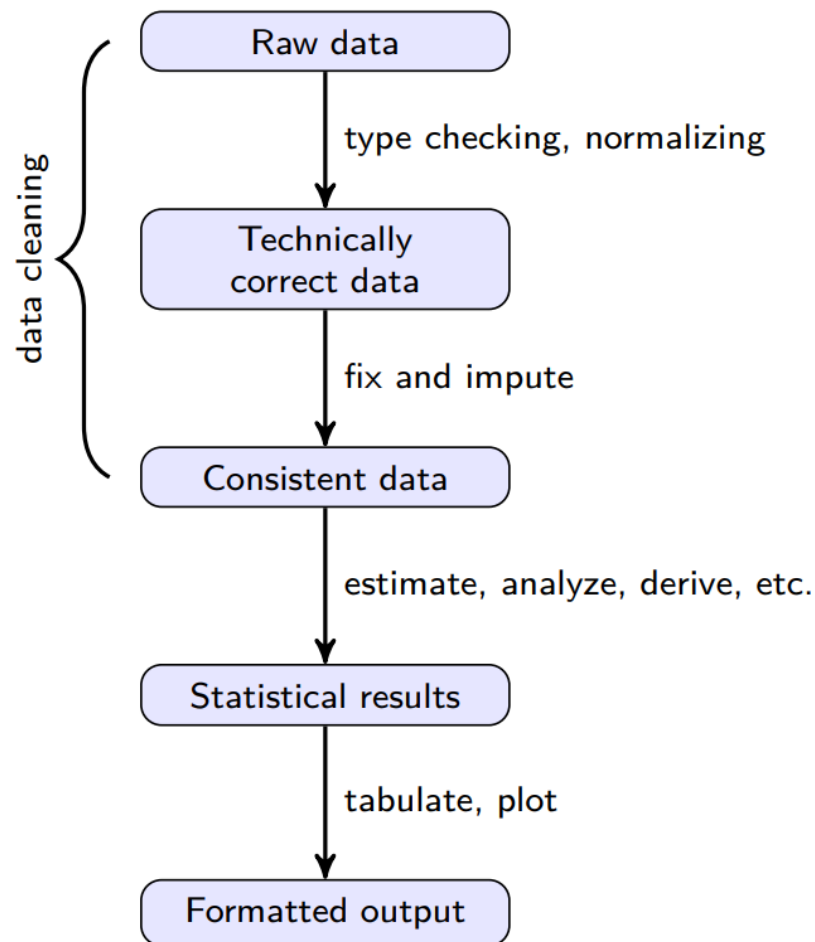 Raw data
type checking, normalizing
data cleaning
Technically
correct data
fix and impute
Consistent data
estimate, analyze, derive, etc.
Statistical results
tabulate, plot
Formatted output